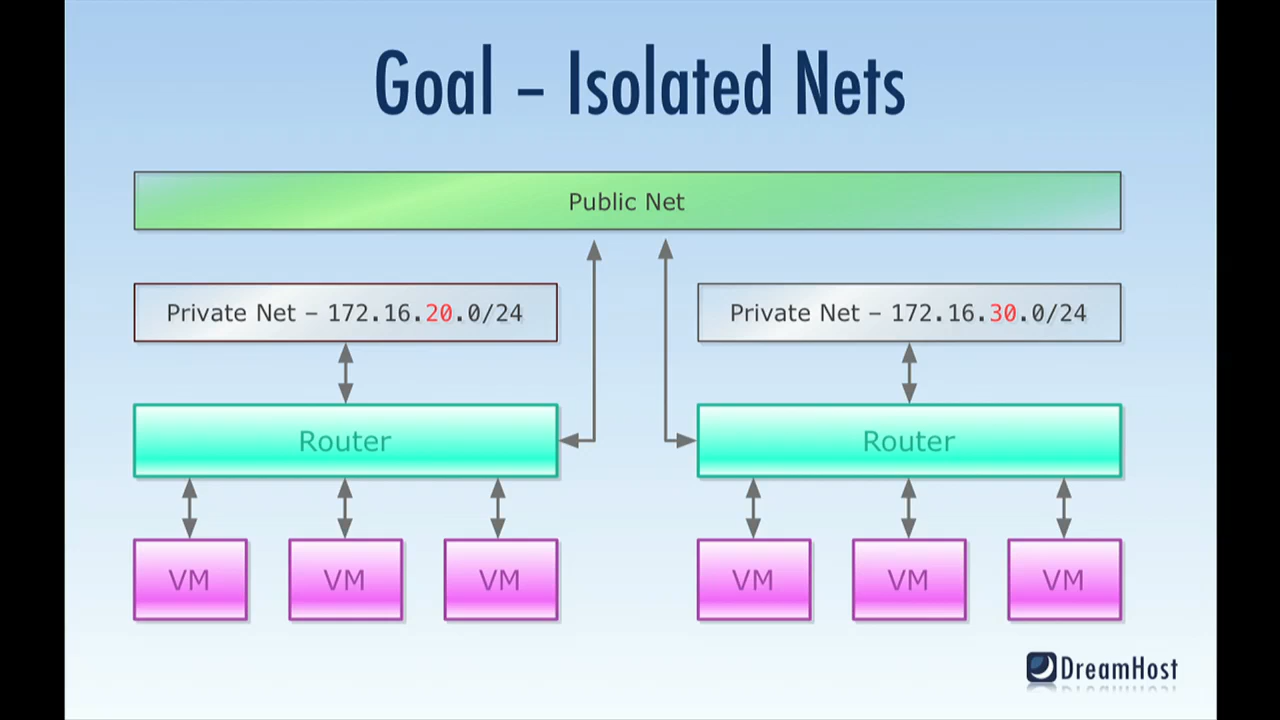 Goal – Isolated Nets
Public Net
Private Net – 172.16.20.0/24
Private Net – 172.16.30.0/24
Router
Router
VM
VM
VM
VM
VM
VM
DreamHost